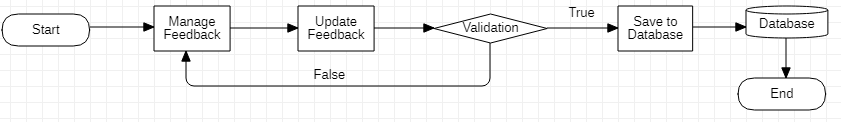 Start
Manage
Feedback
Update
Feedback
Validation
True
Save to
Database
Database
False
End